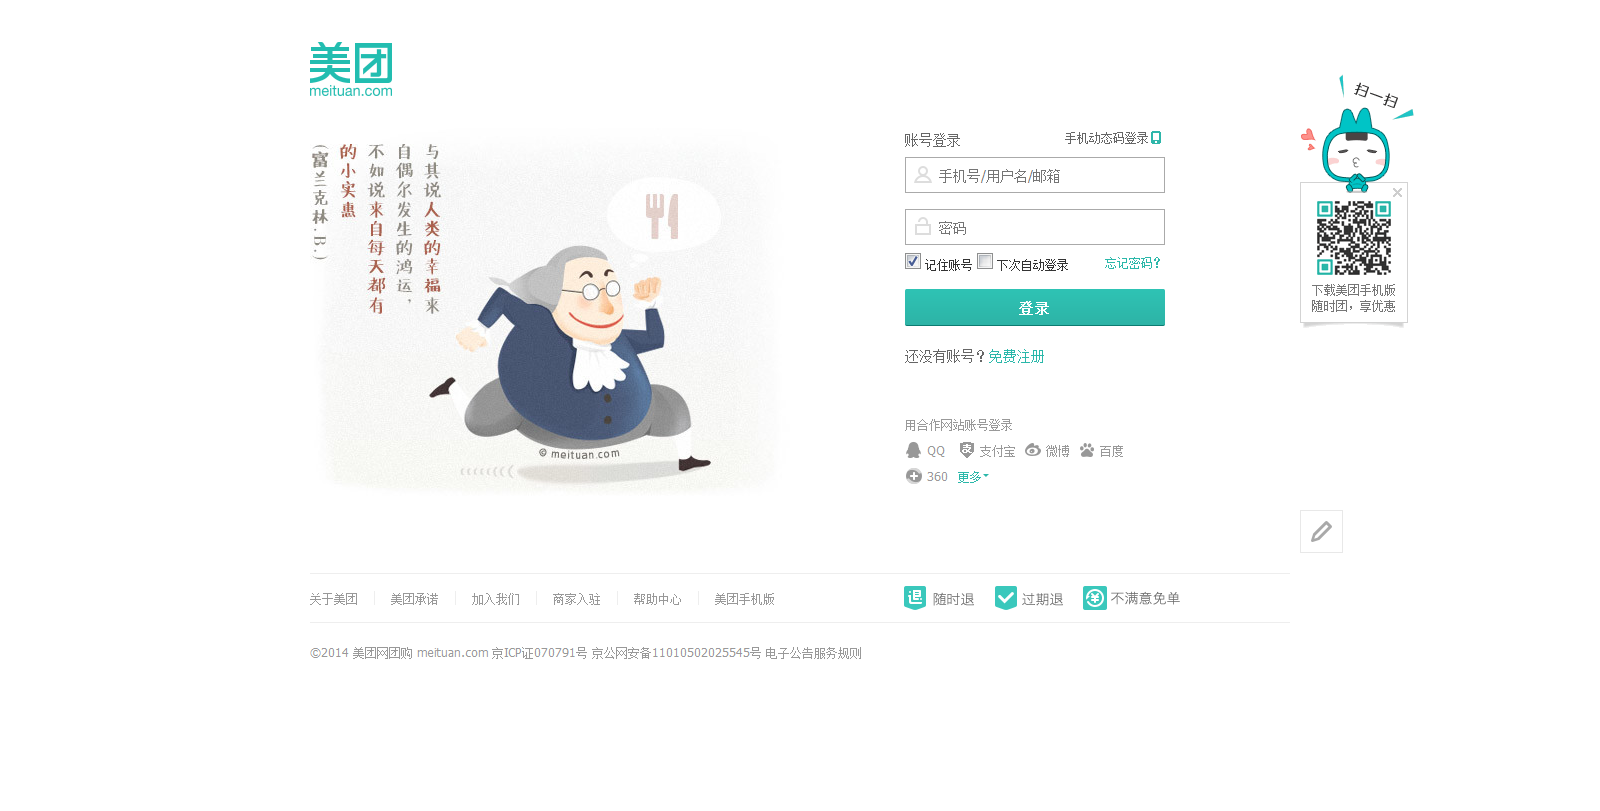 美团
meituan.com
扫一扫
与其说人类的幸福来
自偶尔发生的鸿运，
不如说来自每天都有
的小实惠
(富兰克林.B.)
© meituan.com
账号登录
手机动态码登录
手机号/用户名/邮箱
密码
记住账号 下次自动登录 忘记密码？
登录
还没有账号？免费注册
用合作网站账号登录
QQ 支付宝 微博 百度
360 更多
下载美团手机版
随时团，享优惠
关于美团 美团承诺 加入我们 商家入驻 帮助中心 美团手机版
退 随时退 过期退 不满意免单
©2014 美团网团购 meituan.com 京ICP证070791号 京公网安备11010502025545号 电子公告服务规则